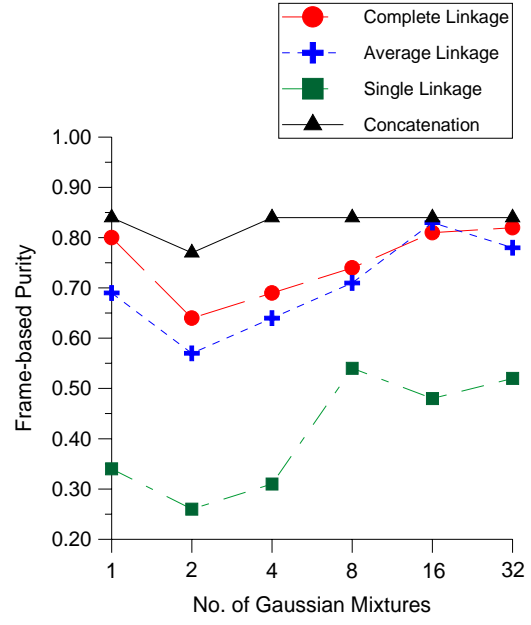 Complete Linkage
Average Linkage
Single Linkage
Concatenation
1.00
0.90
0.80
0.70
0.60
0.50
0.40
0.30
0.20
Frame-based Purity
1 2 4 8 16 32
No. of Gaussian Mixtures